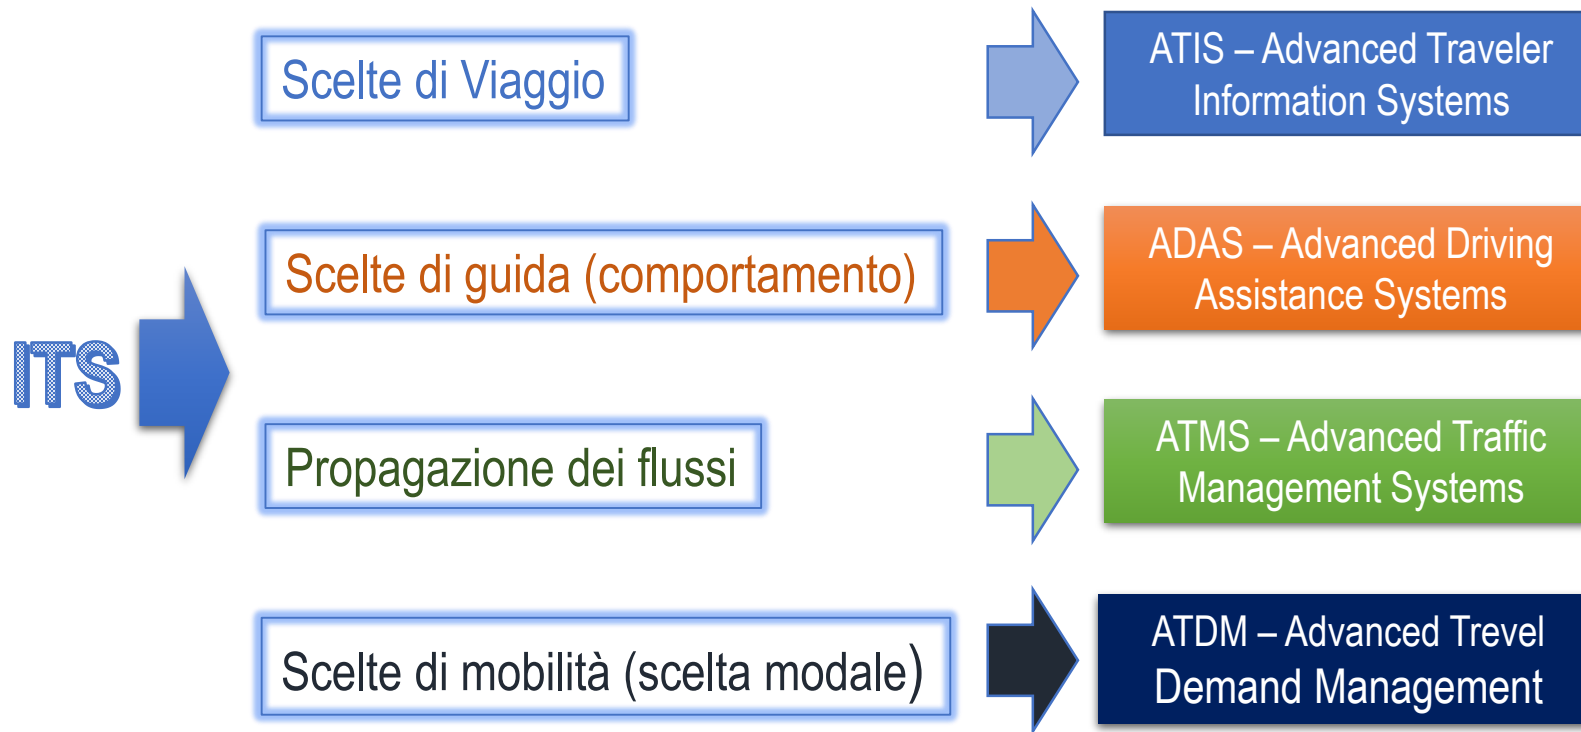 ITS
Scelte di Viaggio
ATIS – Advanced Traveler
Information Systems
Scelte di guida (comportamento)
ADAS – Advanced Driving
Assistance Systems
Propagazione dei flussi
ATMS – Advanced Traffic
Management Systems
Scelte di mobilità (scelta modale)
ATDM – Advanced Trevel
Demand Management